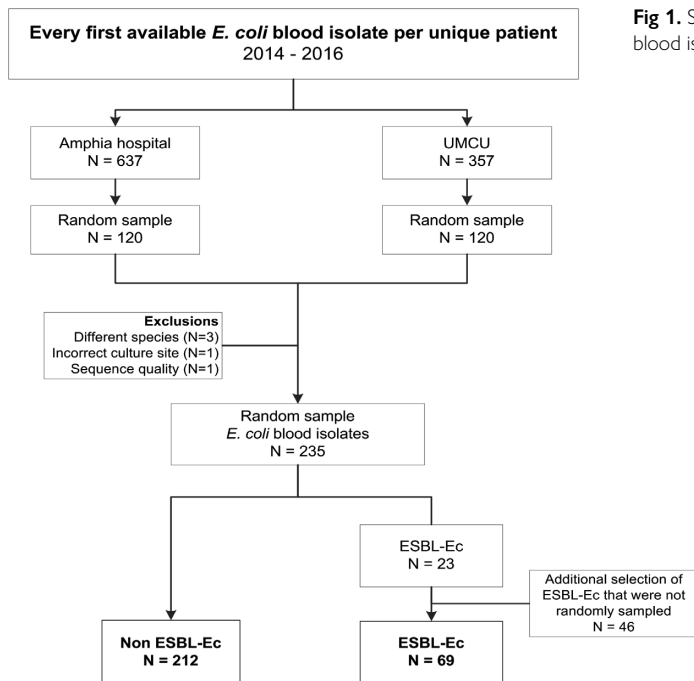 Every first available E. coli blood isolate per unique patient
2014 - 2016
Fig 1. S
blood is
Amphia hospital
N = 637
UMCU
N = 357
Random sample
N = 120
Random sample
N = 120
Exclusions
Different species (N=3)
Incorrect culture site (N=1)
Sequence quality (N=1)
Random sample
E. coli blood isolates
N = 235
ESBL-Ec
N = 23
Additional selection of
ESBL-Ec that were not
randomly sampled
N = 46
Non ESBL-Ec
N = 212
ESBL-Ec
N = 69